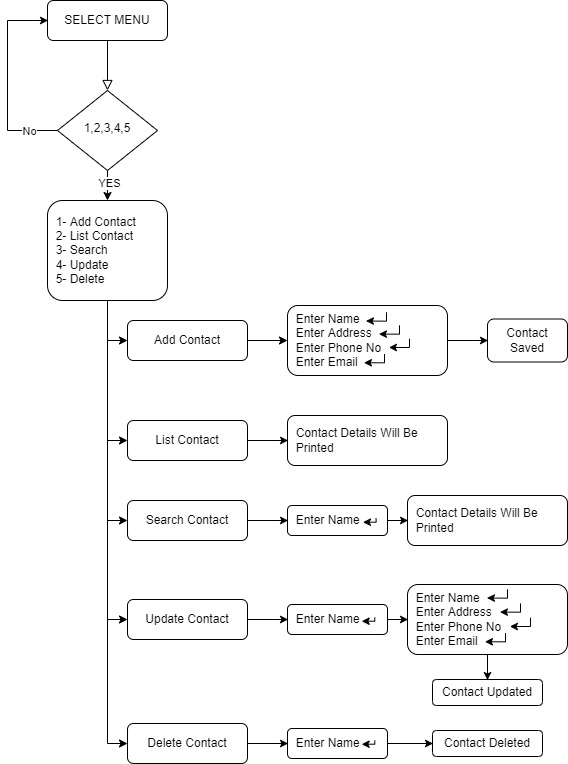 SELECT MENU
1,2,3,4,5
No
YES
1- Add Contact
2- List Contact
3- Search
4- Update
5- Delete
Add Contact
Enter Name
Enter Address
Enter Phone No
Enter Email
Contact
Saved
List Contact
Contact Details Will Be
Printed
Search Contact
Enter Name
Contact Details Will Be
Printed
Update Contact
Enter Name
Enter Name
Enter Address
Enter Phone No
Enter Email
Contact Updated
Delete Contact
Enter Name
Contact Deleted